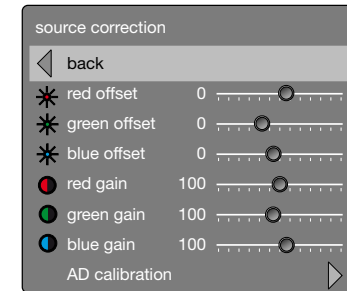 source correction
back
red offset 0
green offset 0
blue offset 0
red gain 100
green gain 100
blue gain 100
AD calibration